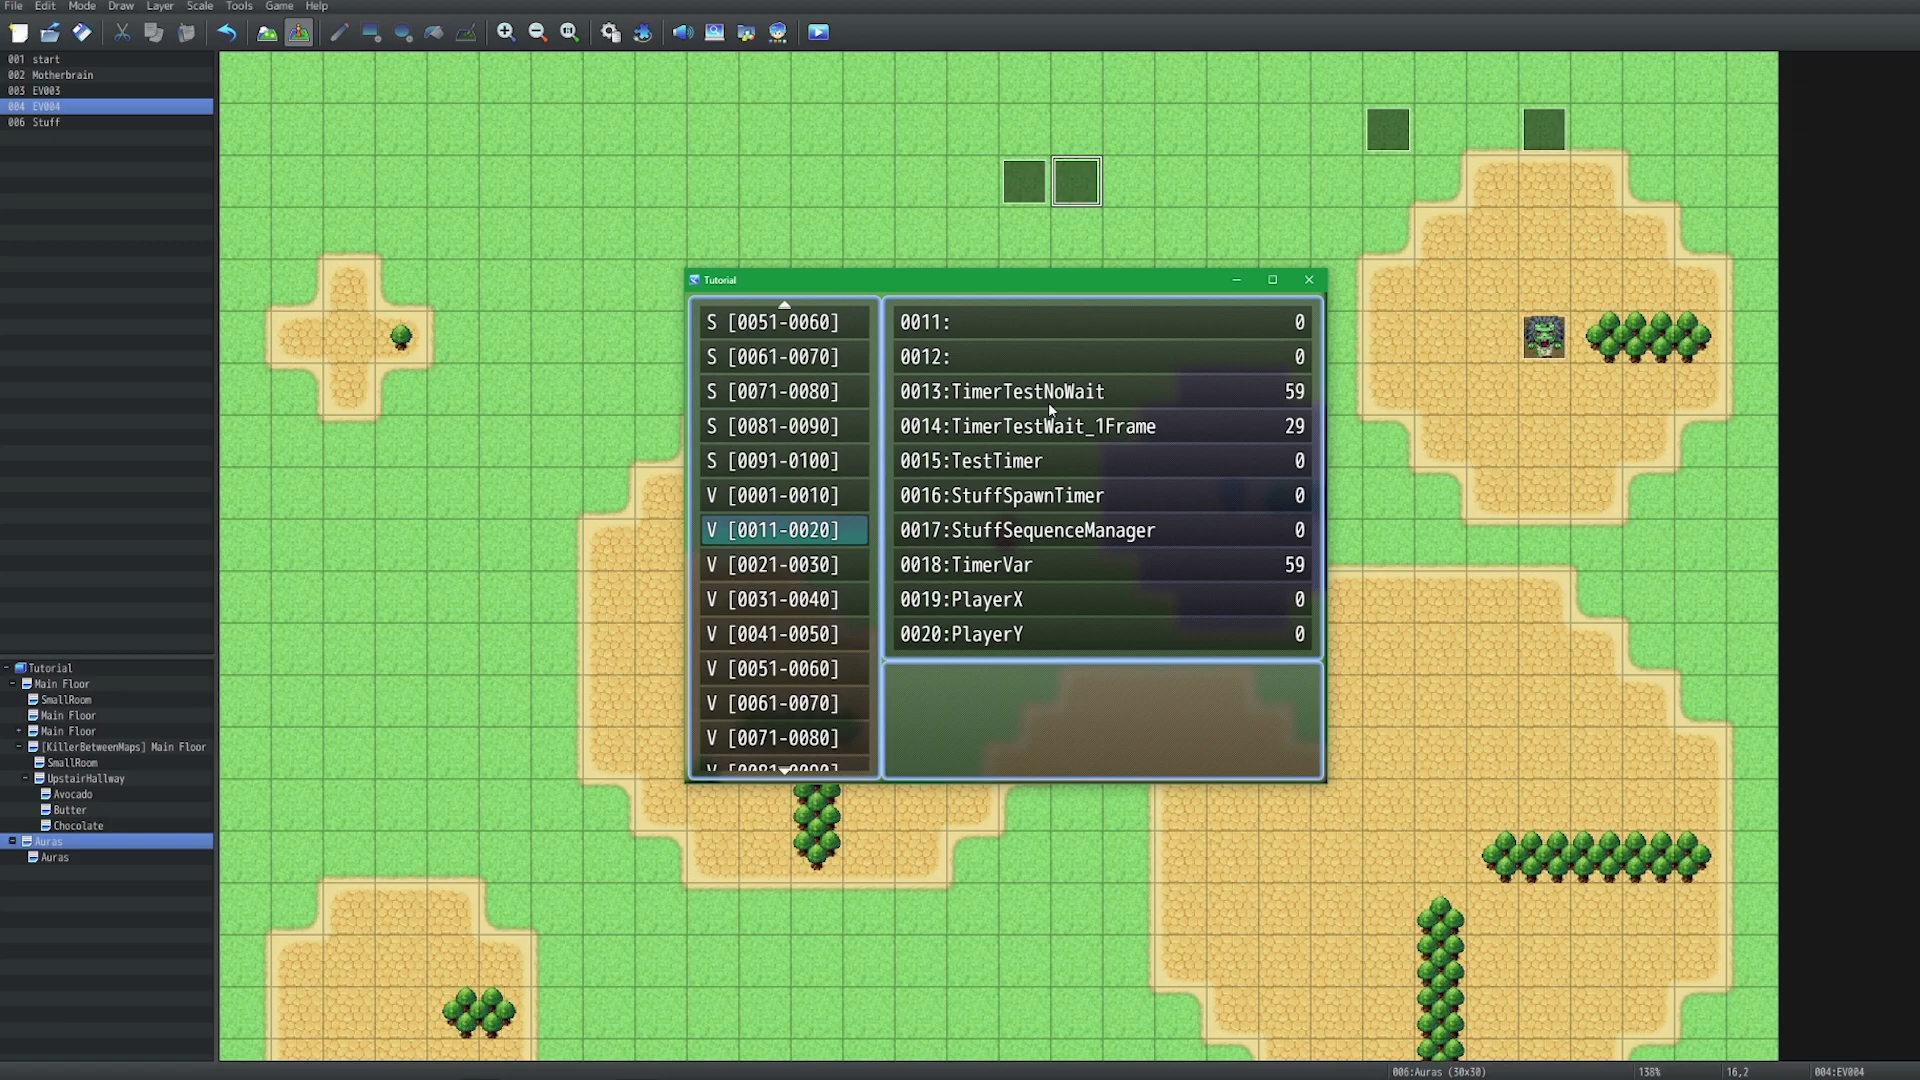 File Edit Mode Draw Layer Scale Tools Game Help
001 start
002 Motherbrain
003 EV003
004 EV004
006 Stuff
Tutorial
S [0051-0060]
S [0061-0070]
S [0071-0080]
S [0081-0090]
S [0091-0100]
V [0001-0010]
V [0011-0020]
V [0021-0030]
V [0031-0040]
V [0041-0050]
V [0051-0060]
V [0061-0070]
V [0071-0080]
V [0081-0090]
0011: 0
0012: 0
0013:TimerTestNoWait 59
0014:TimerTestWait_1Frame 29
0015:TestTimer 0
0016:StuffSpawnTimer 0
0017:StuffSequenceManager 0
0018:TimerVar 59
0019:PlayerX 0
0020:PlayerY 0
Tutorial
Main Floor
SmallRoom
Main Floor
Main Floor
[KillerBetweenMaps] Main Floor
SmallRoom
UpstairHallway
Avocado
Butter
Chocolate
Auras
Auras
006:Auras (30x30) 138% 16,2 004:EV004